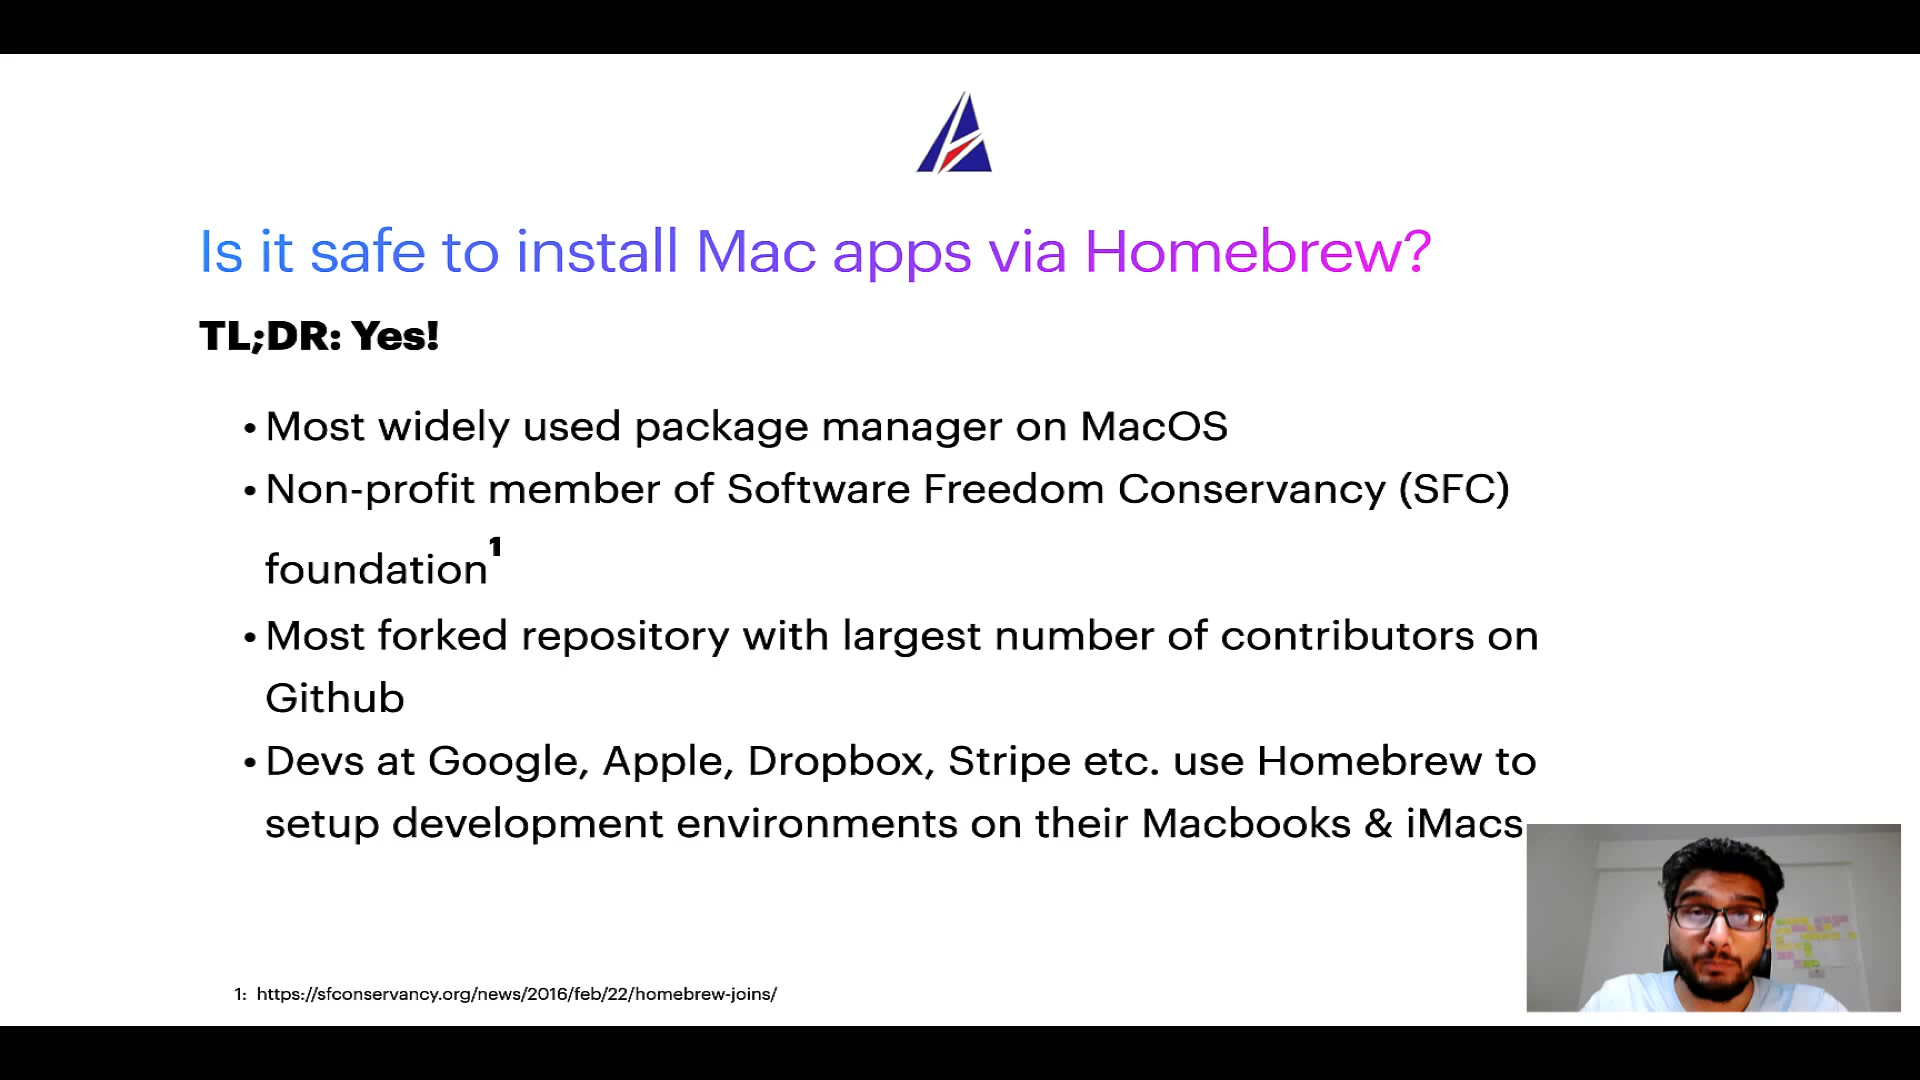 Is it safe to install Mac apps via Homebrew?
TL;DR: Yes!
• Most widely used package manager on MacOS
• Non-profit member of Software Freedom Conservancy (SFC)
foundation1
• Most forked repository with largest number of contributors on
Github
• Devs at Google, Apple, Dropbox, Stripe etc. use Homebrew to
setup development environments on their Macbooks & iMacs
1: https://sfconservancy.org/news/2016/feb/22/homebrew-joins/